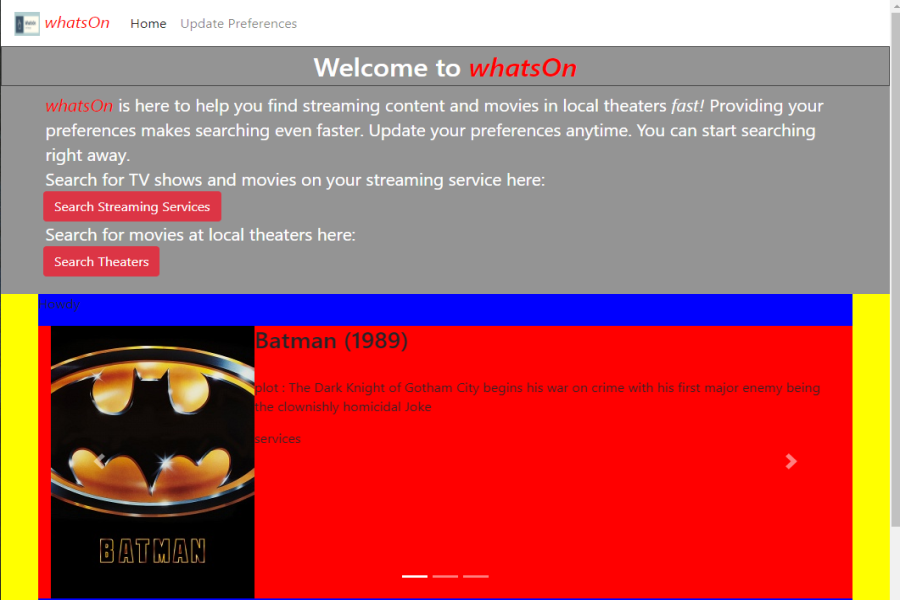 whatsOn Home Update Preferences
Welcome to whatsOn
whatsOn is here to help you find streaming content and movies in local theaters fast! Providing your
preferences makes searching even faster. Update your preferences anytime. You can start searching
right away.
Search for TV shows and movies on your streaming service here:
Search Streaming Services
Search for movies at local theaters here:
Search Theaters
Batman (1989)
plot : The Dark Knight of Gotham City begins his war on crime with his first major enemy being
the clownishly homicidal Joke
services
BATMAN